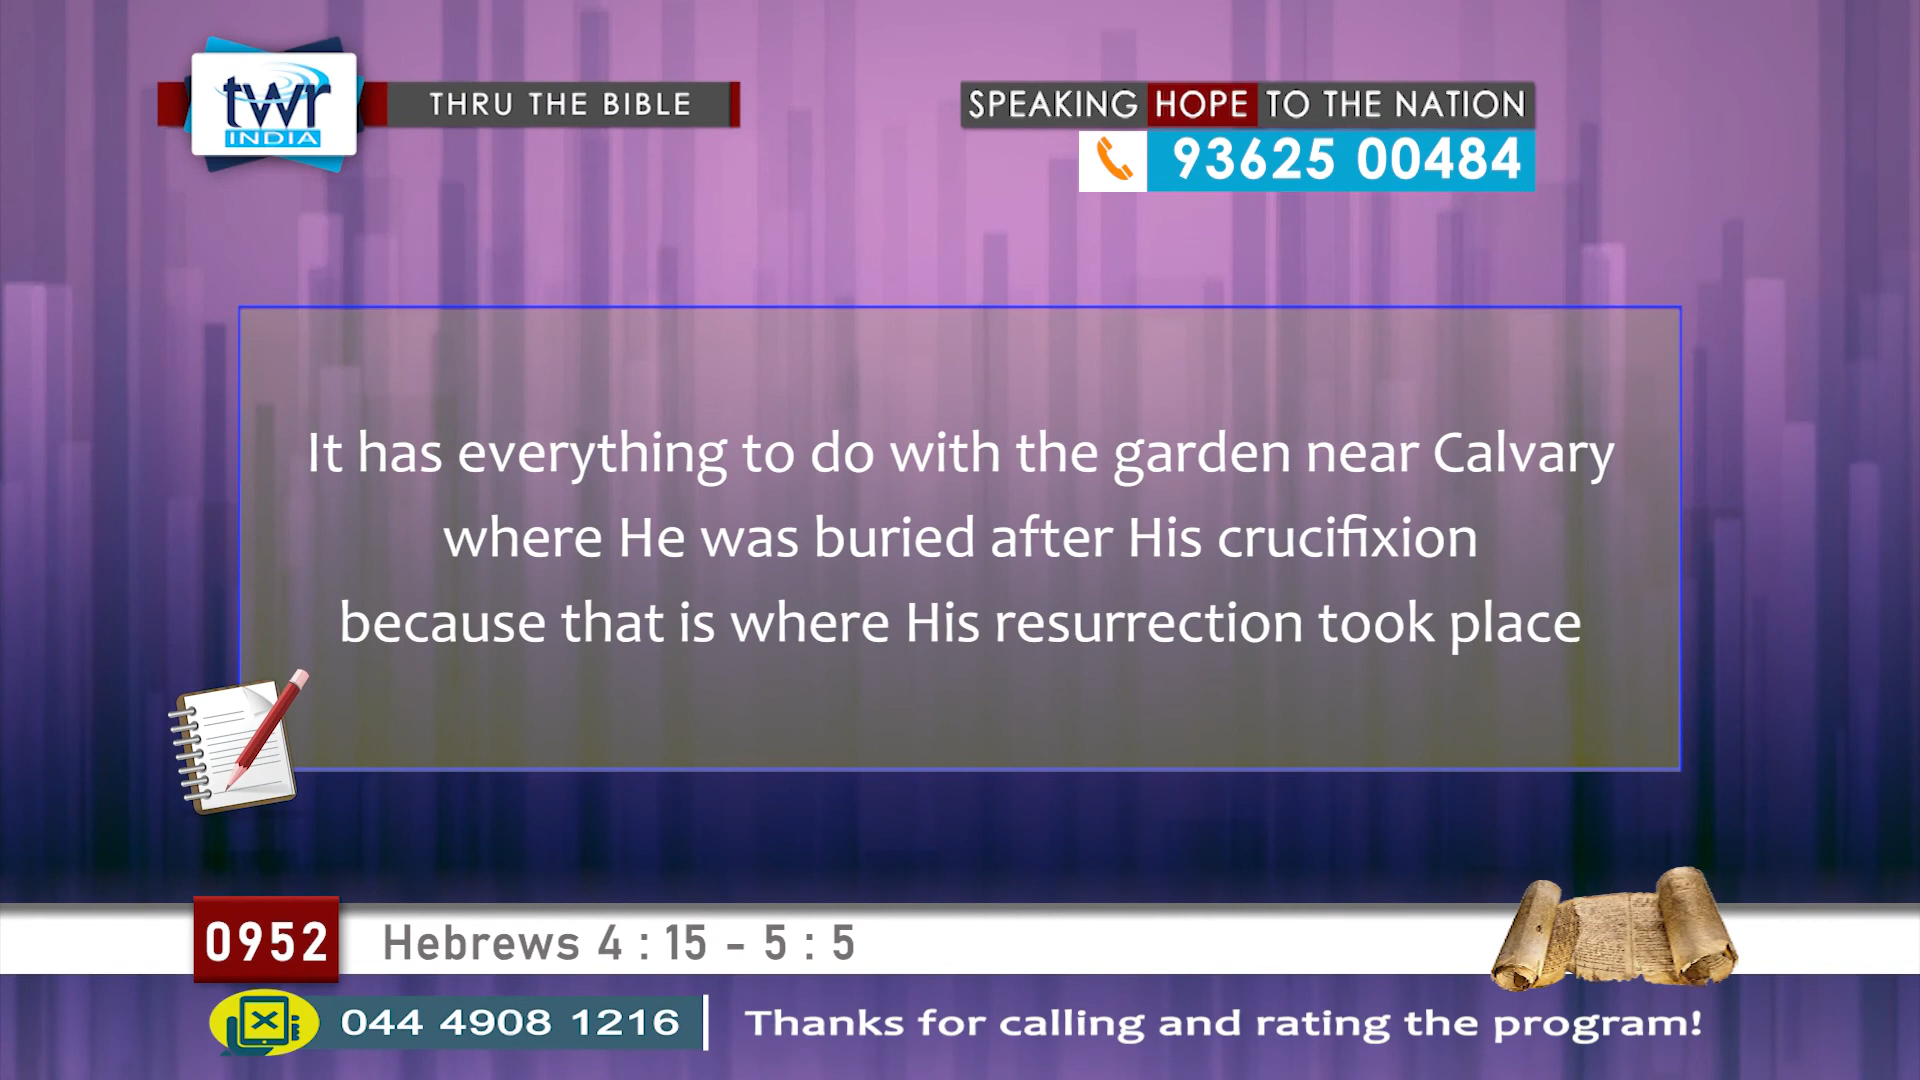 twr
INDIA
THRU THE BIBLE
SPEAKING HOPE TO THE NATION
93625 00484
It has everything to do with the garden near Calvary
where He was buried after His crucifixion
because that is where His resurrection took place
0952
Hebrews 4 : 15 - 5 : 5
044 4908 1216
Thanks for calling and rating the program!